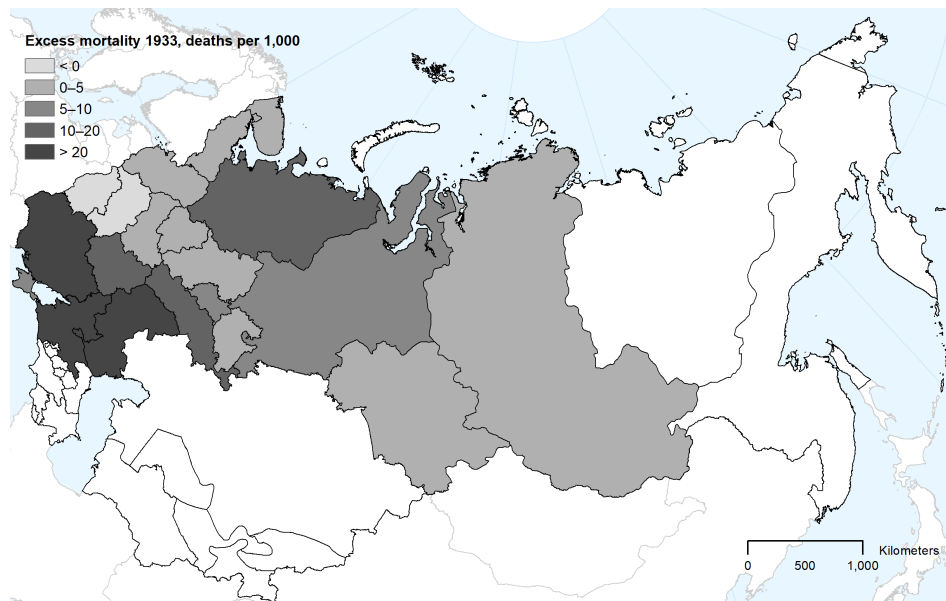 Excess mortality 1933, deaths per 1,000
< 0
0–5
5–10
10–20
> 20
Kilometers
0 500 1,000